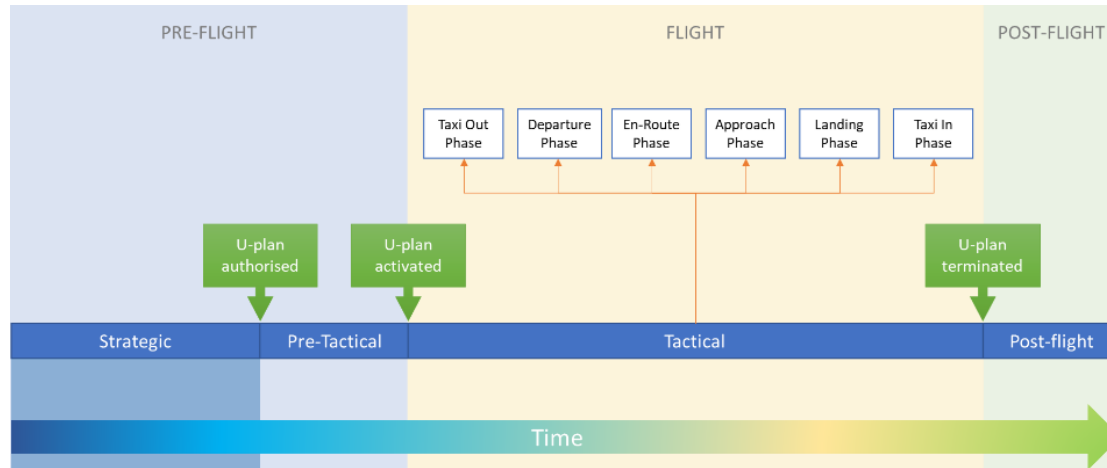 PRE-FLIGHT
FLIGHT
POST-FLIGHT
Taxi Out
Phase
Departure
Phase
En-Route
Phase
Approach
Phase
Landing
Phase
Taxi In
Phase
U-plan
authorised
U-plan
activated
U-plan
terminated
Strategic
Pre-Tactical
Tactical
Post-flight
Time